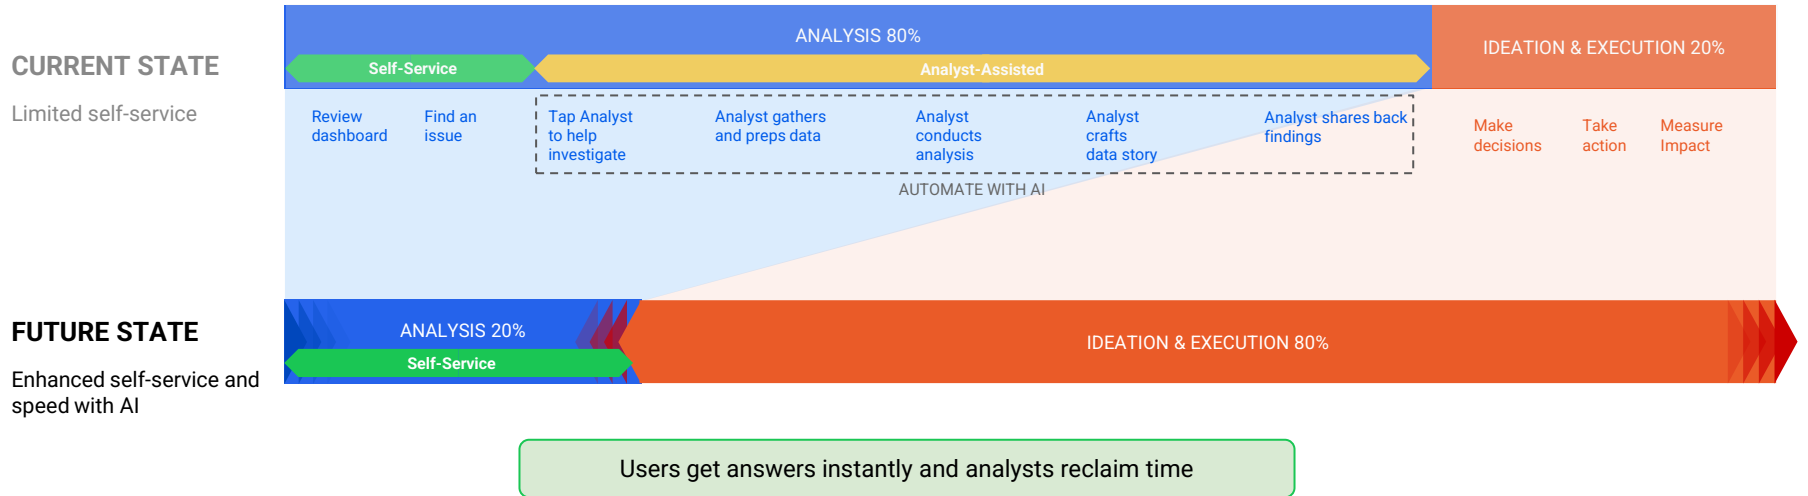 ANALYSIS 80%
IDEATION & EXECUTION 20%
CURRENT STATE
Limited self-service
Self-Service
Analyst-Assisted
Review
dashboard
Find an
issue
Tap Analyst
to help
investigate
Analyst gathers
and preps data
Analyst
conducts
analysis
Analyst
crafts
data story
Analyst shares back
findings
Make
decisions
Take
action
Measure
Impact
AUTOMATE WITH AI
FUTURE STATE
Enhanced self-service and
speed with AI
ANALYSIS 20%
Self-Service
IDEATION & EXECUTION 80%
Users get answers instantly and analysts reclaim time